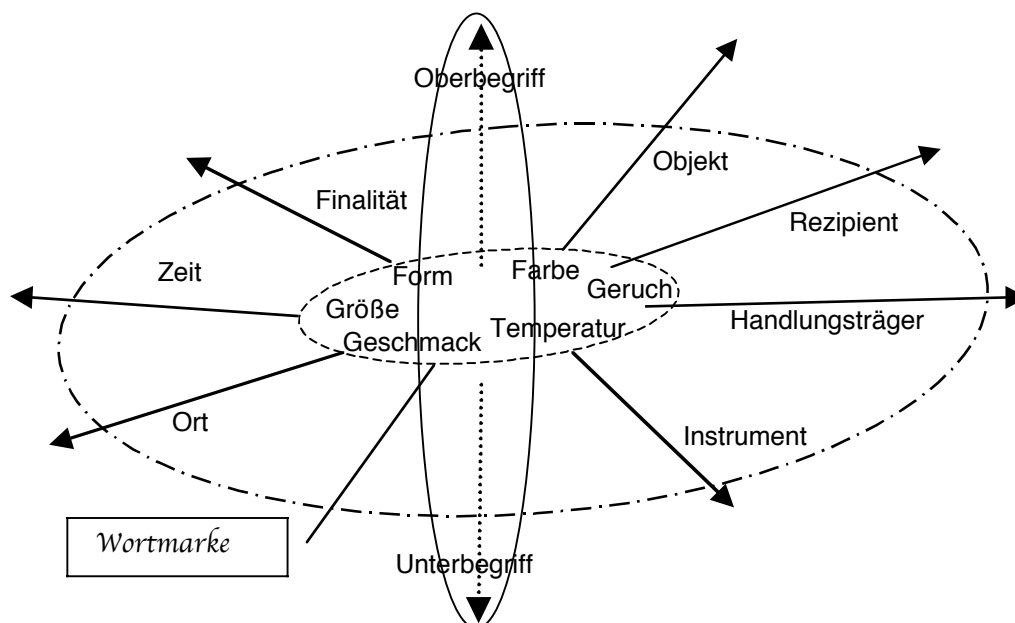 Oberbegriff
Objekt
Finalität
Rezipient
Zeit
Form
Farbe
Geruch
Größe
Handlungsträger
Geschmack
Temperatur
Ort
Instrument
Wortmarke
Unterbegriff